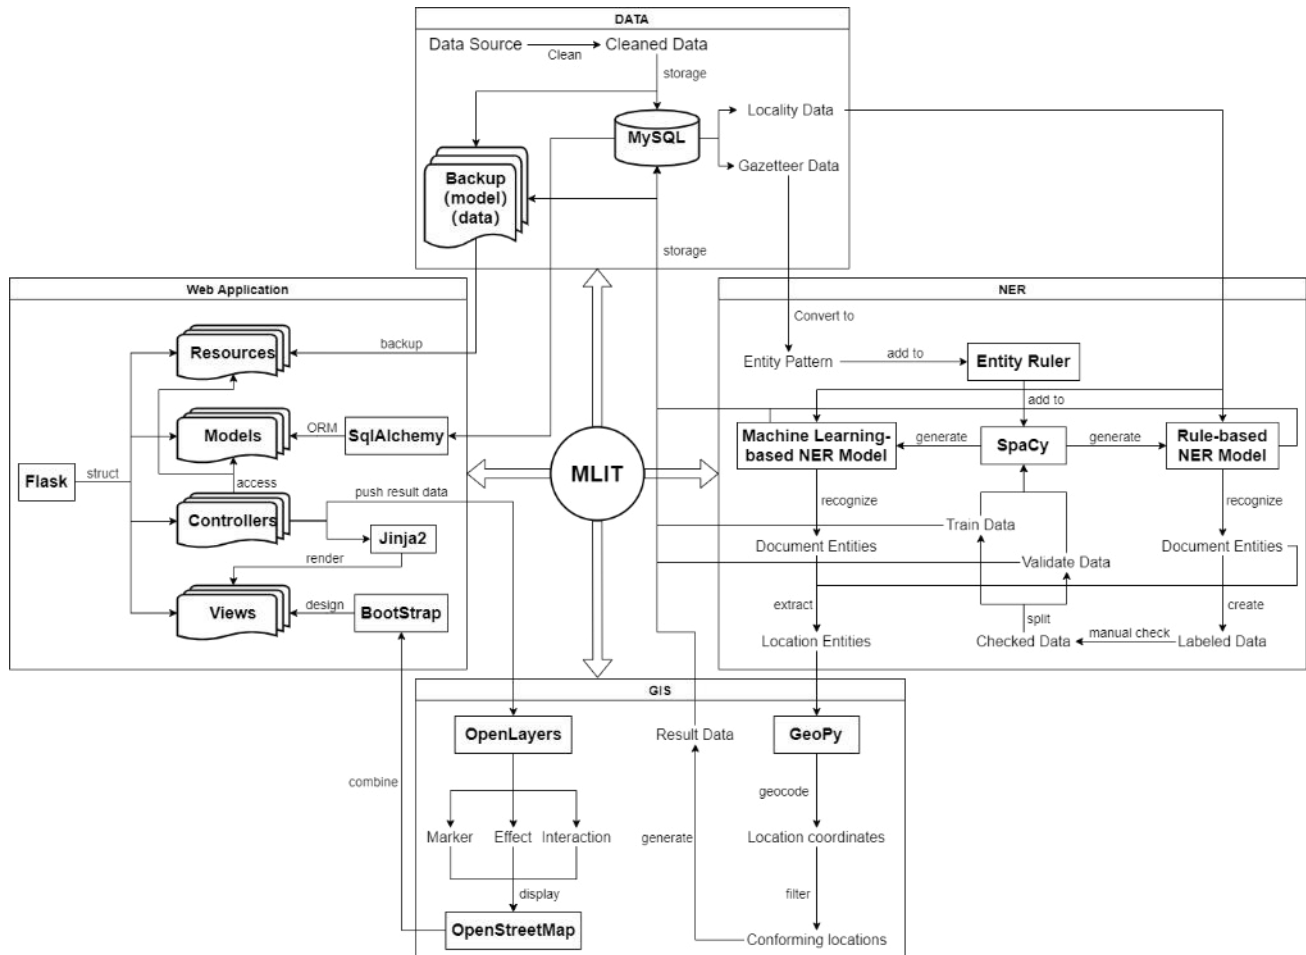 DATA
Data Source
Clean
Cleaned Data
storage
MySQL
Locality Data
Gazetteer Data
Backup
(model)
(data)
storage
Web Application
Resources
backup
Models
ORM
SqlAlchemy
Flask
struct
access
Controllers
push result data
Jinja2
render
Views
design
BootStrap
MLIT
NER
Convert to
Entity Pattern
add to
Entity Ruler
add to
Machine Learning-
based NER Model
generate
SpaCy
generate
Rule-based
NER Model
recognize
recognize
Train Data
Document Entities
Document Entities
Validate Data
extract
create
split
Location Entities
Checked Data
manual check
Labeled Data
GIS
OpenLayers
Result Data
GeoPy
combine
geocode
Marker
Effect
Interaction
generate
Location coordinates
display
filter
OpenStreetMap
Conforming locations